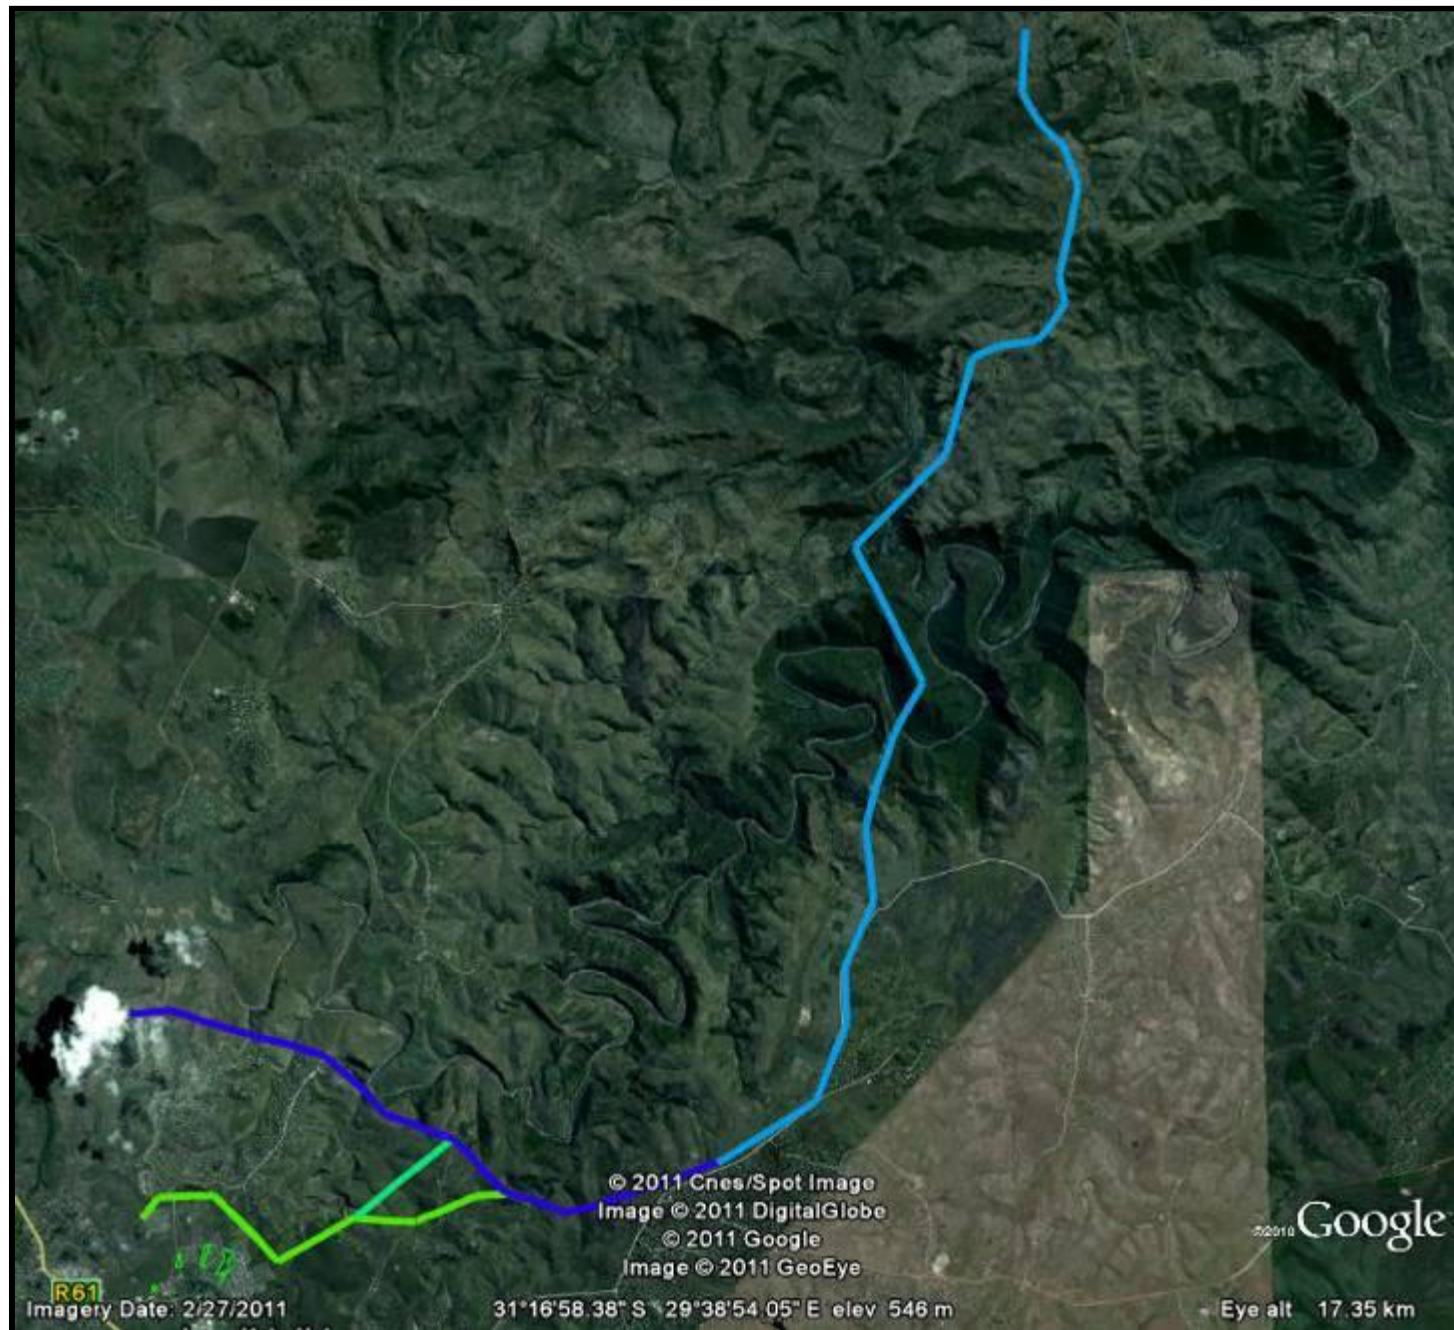 © 2011 Cnes/Spot Image
Image © 2011 DigitalGlobe
© 2011 Google
Image © 2011 GeoEye
©2010 Google
R61
Imagery Date: 2/27/2011 31°16'58.38" S 29°38'54.05" E elev 546 m Eye alt 17.35 km